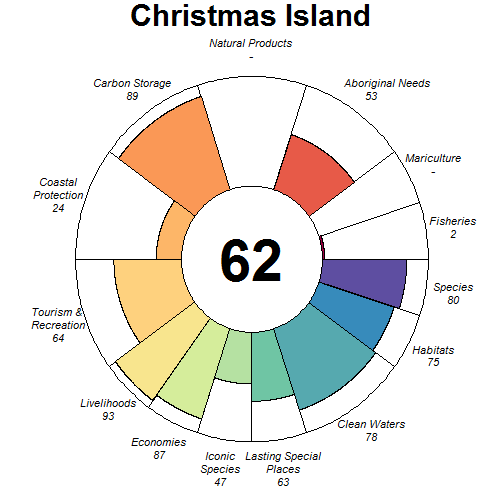 Christmas Island
Natural Products
-
Carbon Storage
89
Aboriginal Needs
53
Mariculture
-
Coastal
Protection
24
Fisheries
2
62
Species
80
Tourism &
Recreation
64
Habitats
75
Livelihoods
93
Clean Waters
78
Economies
87
Iconic
Species
47
Lasting Special
Places
63